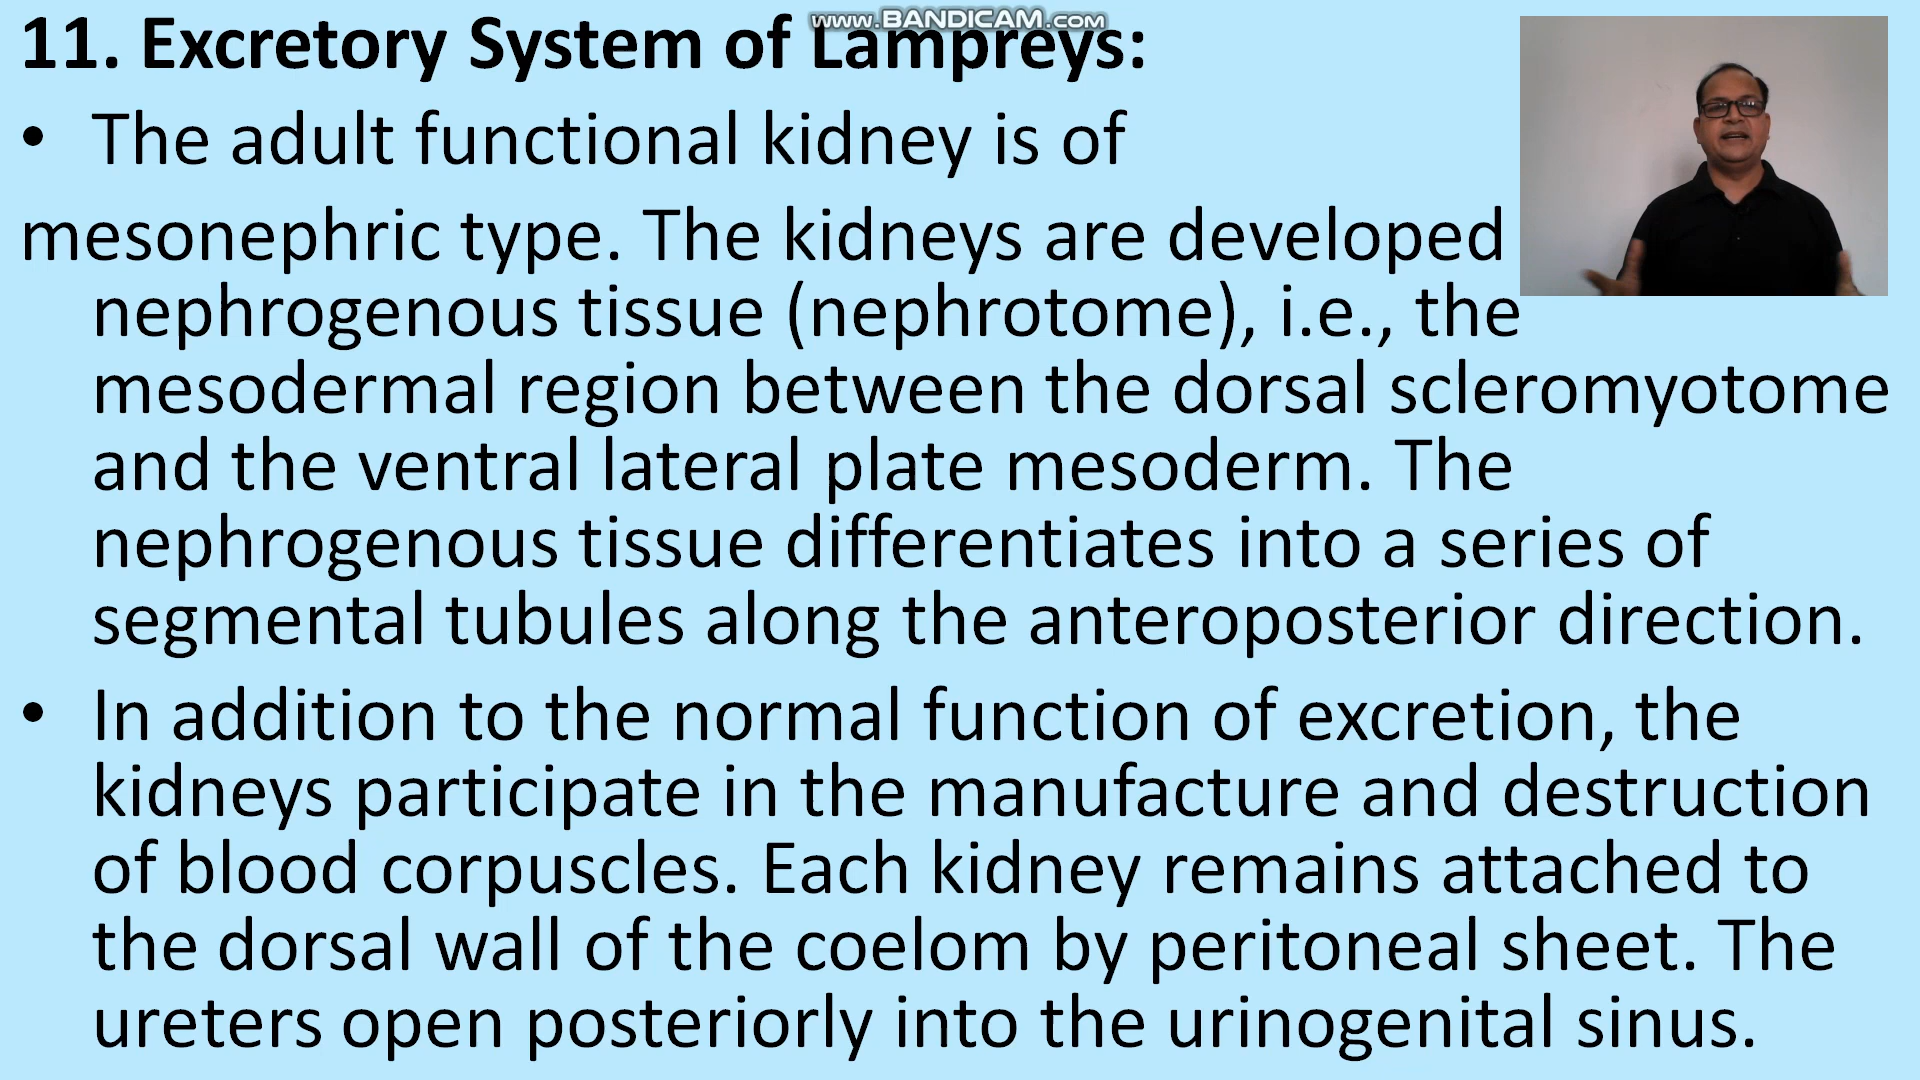 www.BANDICAM.com
11. Excretory System of Lampreys:
• The adult functional kidney is of
mesonephric type. The kidneys are developed
nephrogenous tissue (nephrotome), i.e., the
mesodermal region between the dorsal scleromyotome
and the ventral lateral plate mesoderm. The
nephrogenous tissue differentiates into a series of
segmental tubules along the anteroposterior direction.
• In addition to the normal function of excretion, the
kidneys participate in the manufacture and destruction
of blood corpuscles. Each kidney remains attached to
the dorsal wall of the coelom by peritoneal sheet. The
ureters open posteriorly into the urinogenital sinus.